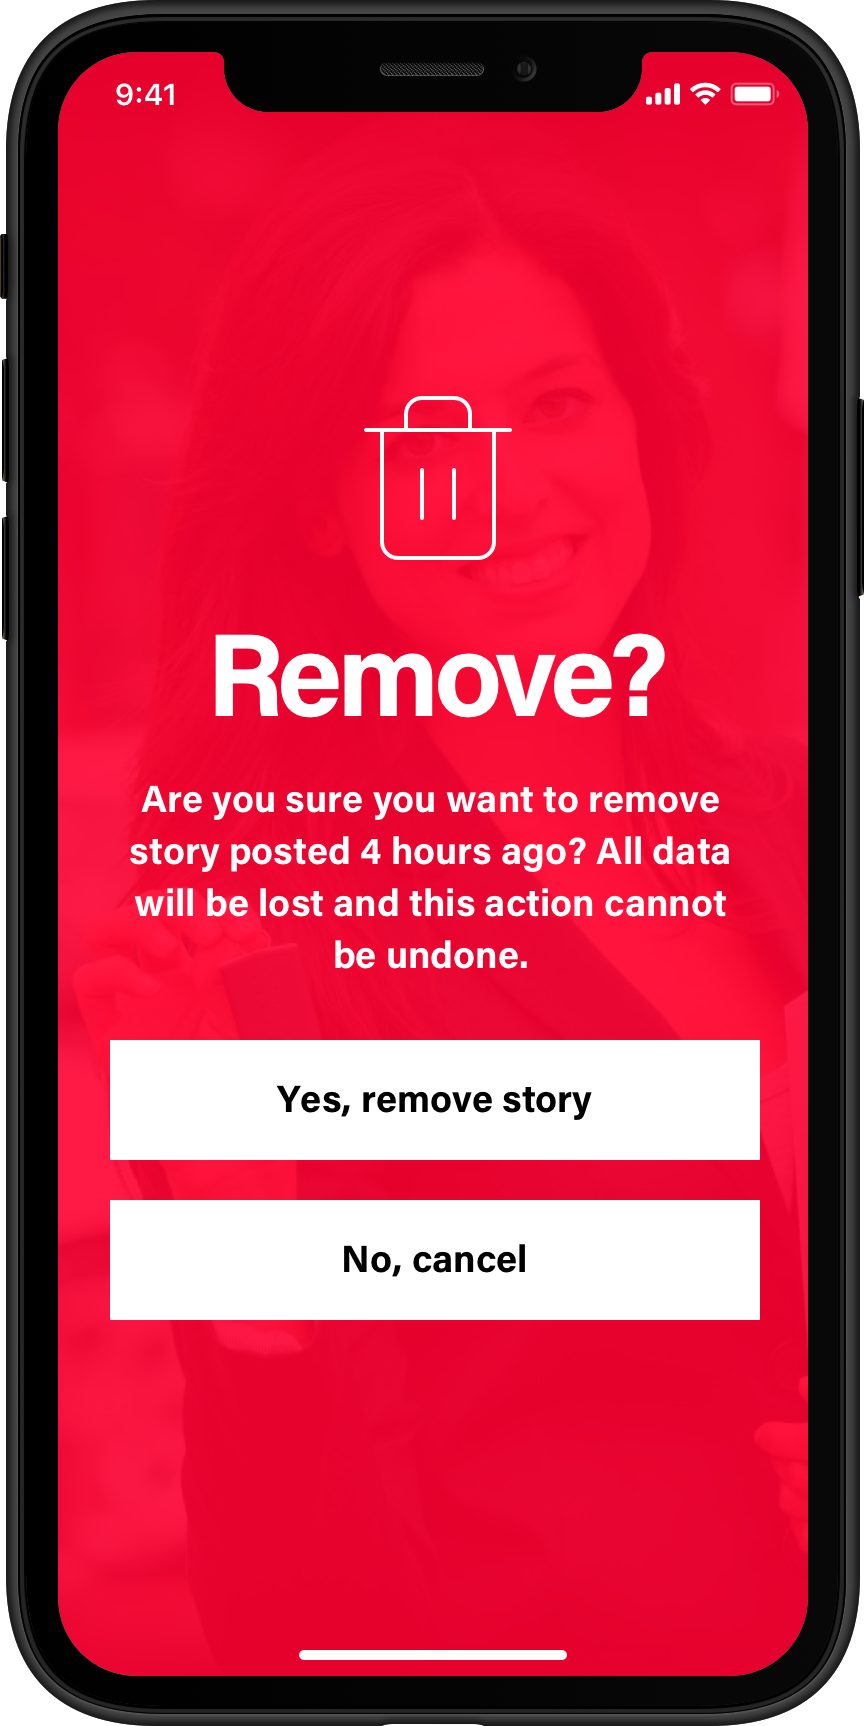 9:41
Remove?
Are you sure you want to remove
story posted 4 hours ago? All data
will be lost and this action cannot
be undone.
Yes, remove story
No, cancel